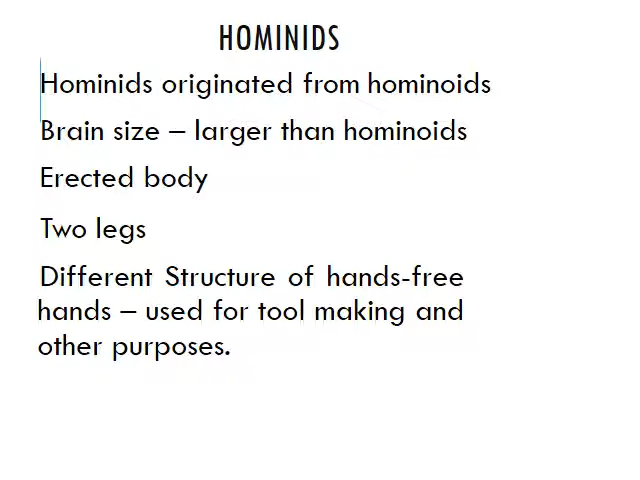 HOMINIDS
Hominids originated from hominoids
Brain size – larger than hominoids
Erected body
Two legs
Different Structure of hands-free
hands – used for tool making and
other purposes.